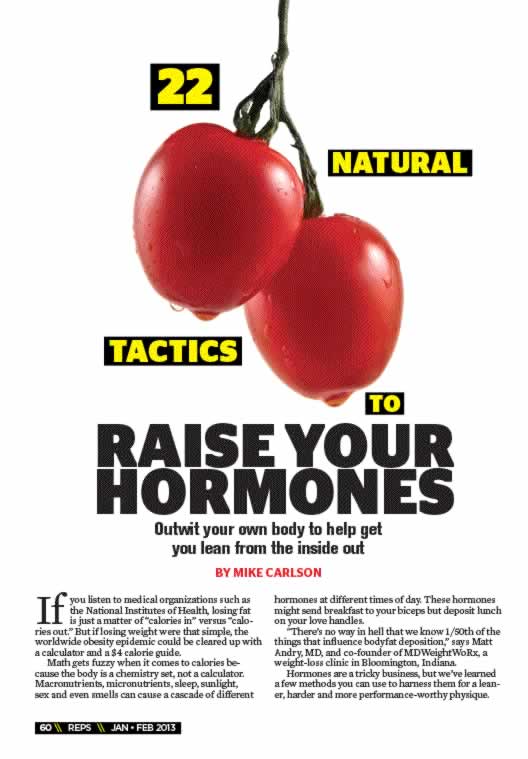 22
NATURAL
TACTICS
TO
RAISE YOUR
HORMONES
Outwit your own body to help get
you lean from the inside out
BY MIKE CARLSON
If you listen to medical organizations such as
the National Institutes of Health, losing fat
is just a matter of “calories in” versus “calo-
ries out.” But if losing weight were that simple, the
worldwide obesity epidemic could be cleared up with
a calculator and a $4 calorie guide.
Math gets fuzzy when it comes to calories be-
cause the body is a chemistry set, not a calculator.
Macronutrients, micronutrients, sleep, sunlight,
sex and even smells can cause a cascade of different
hormones at different times of day. These hormones
might send breakfast to your biceps but deposit lunch
on your love handles.
“There’s no way in hell that we know 1/50th of the
things that influence bodyfat deposition,” says Matt
Andry, MD, and co-founder of MDWeightWoRx, a
weight-loss clinic in Bloomington, Indiana.
Hormones are a tricky business, but we’ve learned
a few methods you can use to harness them for a lean-
er, harder and more performance-worthy physique.
60 \\ REPS \\ JAN • FEB 2013